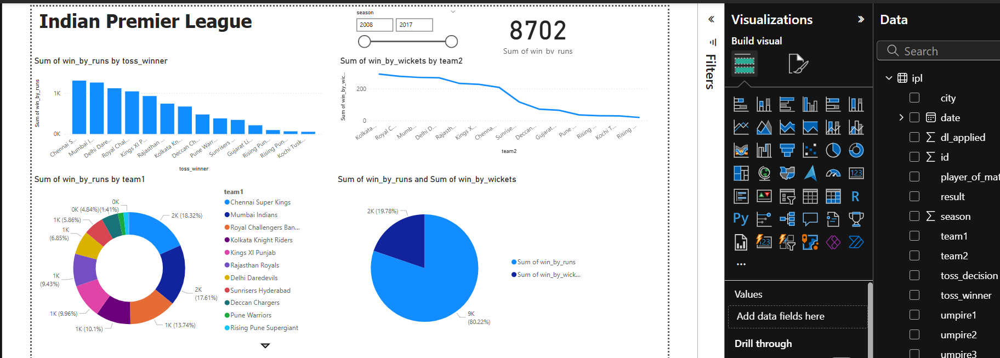 Indian Premier League
season
2008
2017
8702
Sum of win_by_runs
Sum of win_by_runs by toss_winner
Sum of win_by_runs
1K
0K
Chennai S...
Mumbai I...
Delhi Dare...
Royal Chal...
Kings XI P...
Rajasthan ...
Kolkata Kn...
Deccan Ch...
Pune Warr...
Sunrisers ...
Gujarat Li...
Rising Pun...
Rising Pun...
Kochi Tusk...
toss_winner
Sum of win_by_wickets by team2
Sum of win_by_wic...
200
0
Kolkata...
Royal C...
Mumb...
Delhi D...
Rajasth...
Kings X...
Chenna...
Sunrise...
Deccan...
Gujarat...
Pune ...
Rising ...
Kochi T...
Rising ...
team2
Sum of win_by_runs by team1
0K
0K (4.84%)
(1.41%)
1K (5.86%)
1K
(6.85%)
1K
(9.43%)
1K (9.96%)
1K (10.1%)
1K (13.74%)
2K
(17.61%)
2K (18.32%)
team1
Chennai Super Kings
Mumbai Indians
Royal Challengers Ban...
Kolkata Knight Riders
Kings XI Punjab
Rajasthan Royals
Delhi Daredevils
Sunrisers Hyderabad
Deccan Chargers
Pune Warriors
Rising Pune Supergiant
Sum of win_by_runs and Sum of win_by_wickets
2K (19.78%)
9K
(80.22%)
Sum of win_by_runs
Sum of win_by_wick...
Filters
Visualizations
Build visual
123
R
Py
123
...
Values
Add data fields here
Drill through
Data
Search
ipl
city
date
dl_applied
id
player_of_mat
result
season
team1
team2
toss_decision
toss_winner
umpire1
umpire2
umpire3